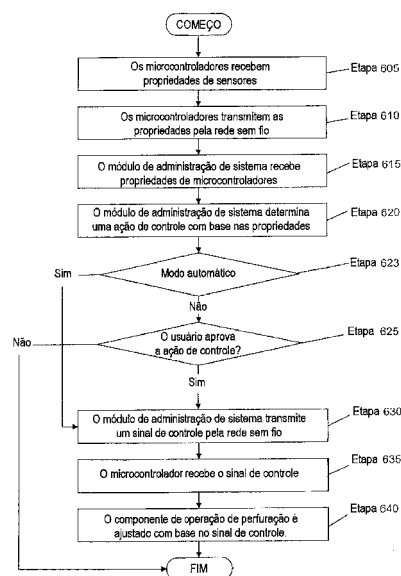 COMEÇO
Os microcontroladores recebem
propriedades de sensores
Etapa 605
Os microcontroladores transmitem as
propriedades pela rede sem fio
Etapa 610
O módulo de administração de sistema recebe
propriedades de microcontroladores
Etapa 615
O módulo de administração de sistema determina
uma ação de controle com base nas propriedades
Etapa 620
Modo automático
Etapa 623
Sim
Não
O usuário aprova
a ação de controle?
Etapa 625
Não
Sim
O módulo de administração de sistema transmite
um sinal de controle pela rede sem fio
Etapa 630
O microcontrolador recebe o sinal de controle
Etapa 635
O componente de operação de perfuração é
ajustado com base no sinal de controle.
Etapa 640
FIM